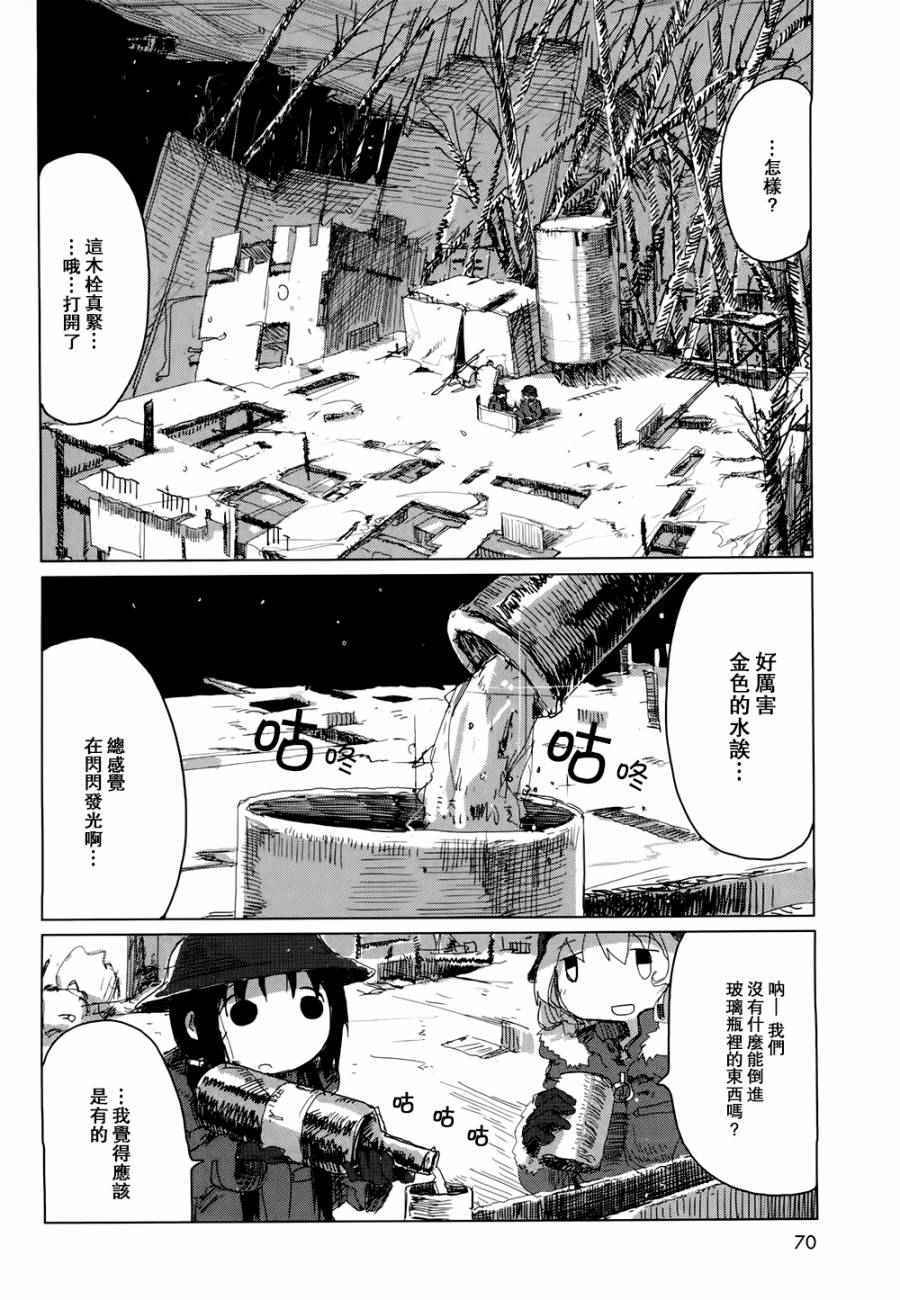 …怎樣？
這木栓真緊…
…哦…打開了
好厲害
金色的水誒…
咕咚
咕咚
總感覺
在閃閃發光啊…
吶—我們
沒有什麼能倒進
玻璃瓶裡的東西嗎？
咕
咕
咕
…我覺得應該
是有的
70